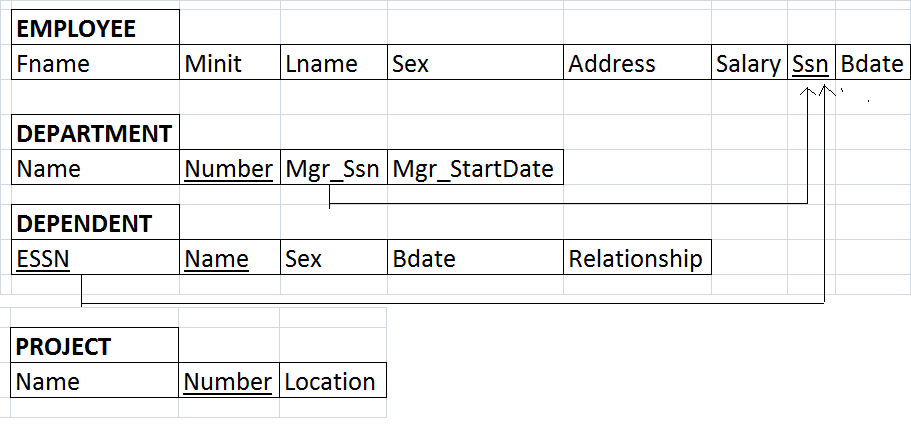 EMPLOYEE
Fname Minit Lname Sex Address Salary Ssn Bdate
DEPARTMENT
Name Number Mgr_Ssn Mgr_StartDate
DEPENDENT
ESSN Name Sex Bdate Relationship
PROJECT
Name Number Location